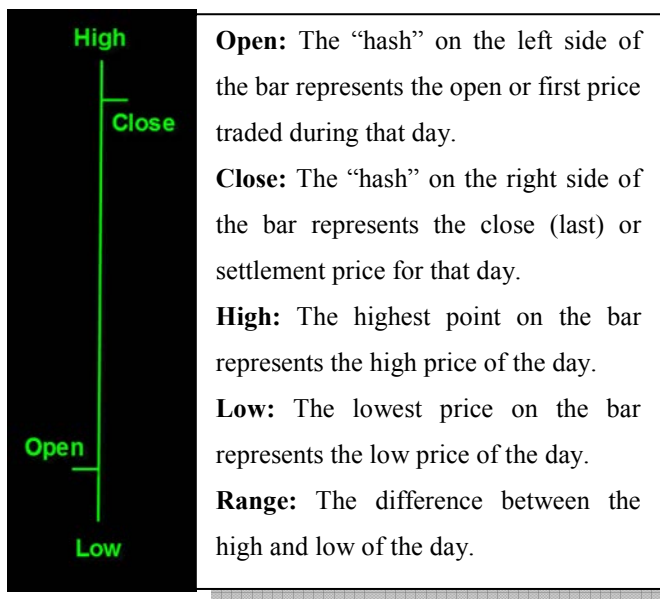 High
Close
Open
Low
Open: The “hash” on the left side of
the bar represents the open or first price
traded during that day.
Close: The “hash” on the right side of
the bar represents the close (last) or
settlement price for that day.
High: The highest point on the bar
represents the high price of the day.
Low: The lowest price on the bar
represents the low price of the day.
Range: The difference between the
high and low of the day.